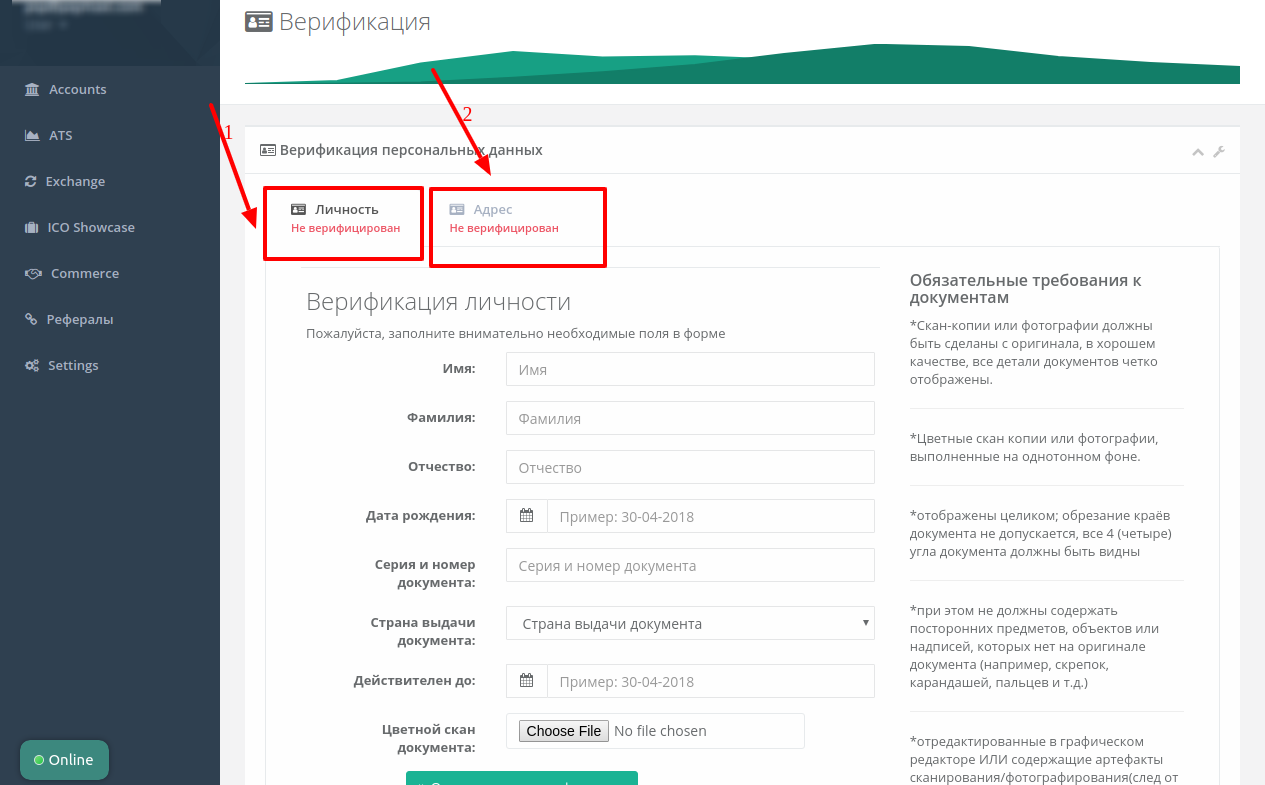 Верификация
Accounts
ATS
Exchange
ICO Showcase
Commerce
Рефералы
Settings
Online
1
2
Верификация персональных данных
Личность
Не верифицирован
Адрес
Не верифицирован
Верификация личности
Пожалуйста, заполните внимательно необходимые поля в форме
Имя:
Имя
Фамилия:
Фамилия
Отчество:
Отчество
Дата рождения:
Пример: 30-04-2018
Серия и номер
документа:
Серия и номер документа
Страна выдачи
документа:
Страна выдачи документа
Действителен до:
Пример: 30-04-2018
Цветной скан
документа:
Choose File No file chosen
Обязательные требования к
документам
*Скан-копии или фотографии должны
быть сделаны с оригинала, в хорошем
качестве, все детали документов четко
отображены.
*Цветные скан копии или фотографии,
выполненные на однотонном фоне.
*отображены целиком; обрезание краёв
документа не допускается, все 4 (четыре)
угла документа должны быть видны
*при этом не должны содержать
посторонних предметов, объектов или
надписей, которых нет на оригинале
документа (например, скрепок,
карандашей, пальцев и т.д.)
*отредактированные в графическом
редакторе ИЛИ содержащие артефакты
сканирования/фотографирования(след от